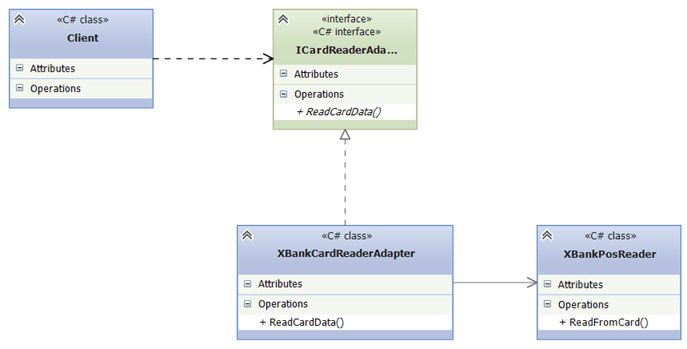 «C# class»
Client
Attributes
Operations
«interface»
«C# interface»
ICardReaderAda...
Attributes
Operations
+ ReadCardData()
«C# class»
XBankCardReaderAdapter
Attributes
Operations
+ ReadCardData()
«C# class»
XBankPosReader
Attributes
Operations
+ ReadFromCard()